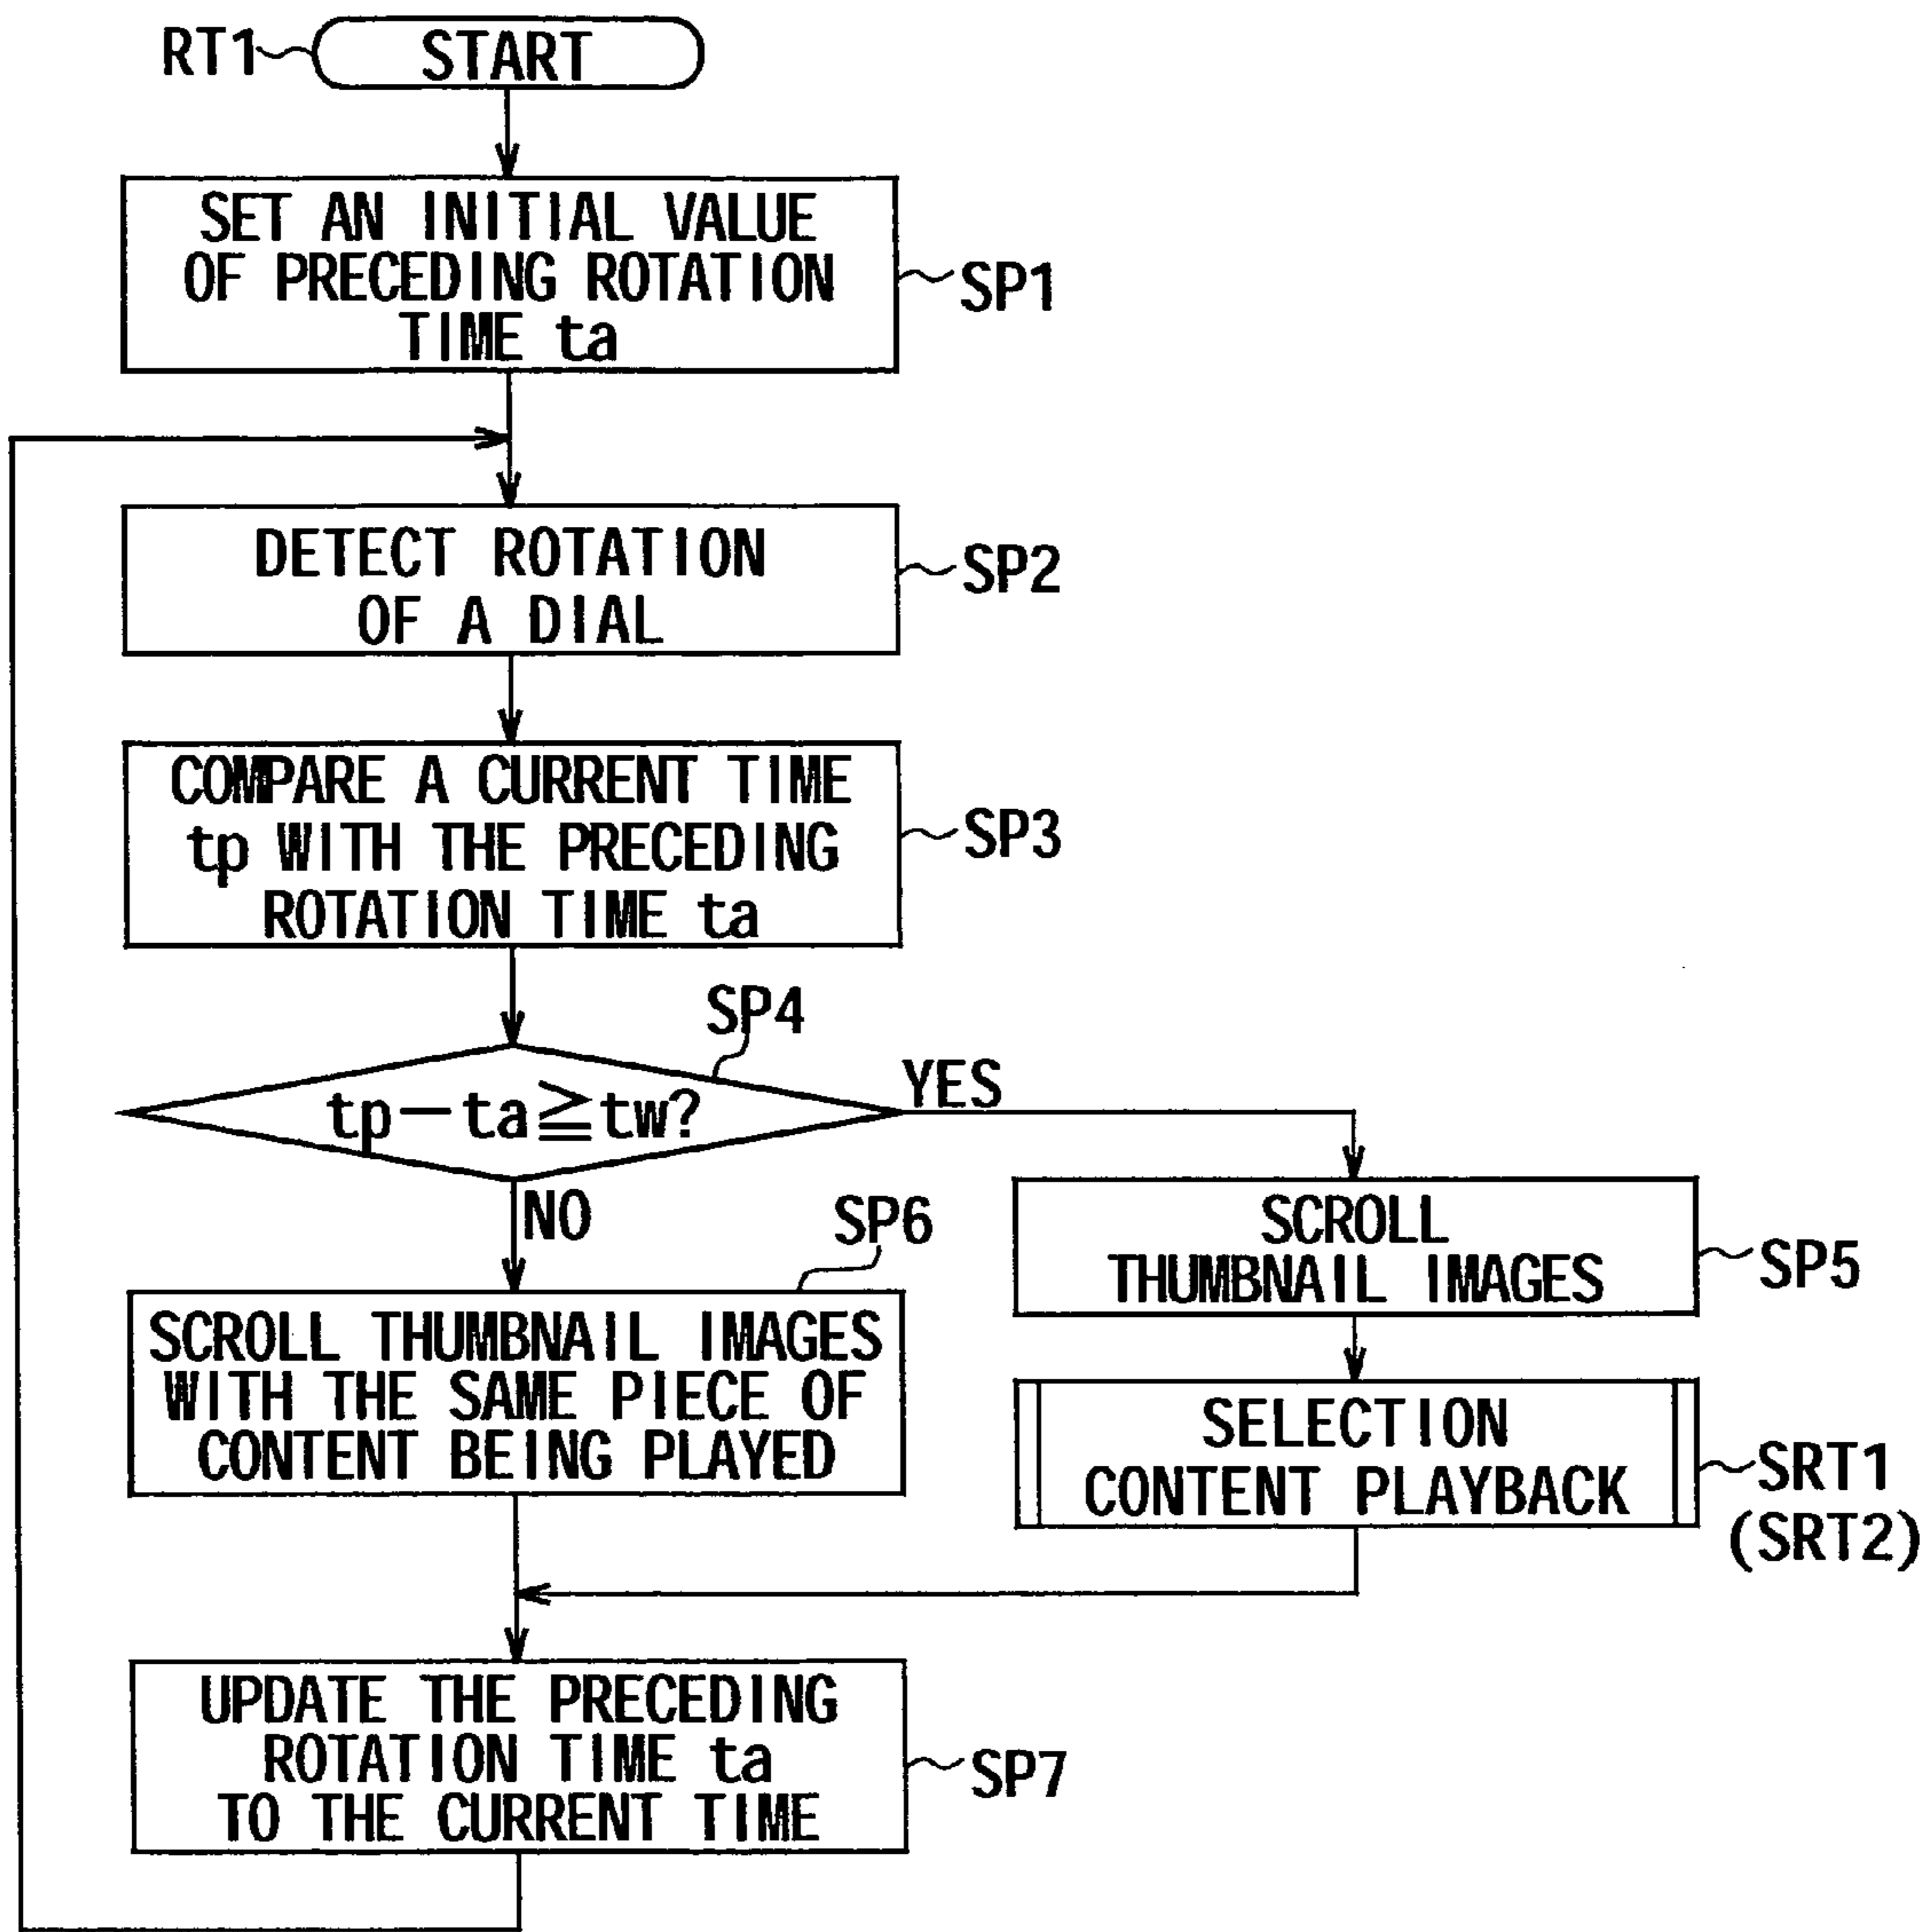 RT1
START
SET AN INITIAL VALUE
OF PRECEDING ROTATION
TIME ta
SP1
DETECT ROTATION
OF A DIAL
SP2
COMPARE A CURRENT TIME
tp WITH THE PRECEDING
ROTATION TIME ta
SP3
SP4
tp-ta≧tw?
YES
NO
SCROLL
THUMBNAIL IMAGES
SP5
SP6
SCROLL THUMBNAIL IMAGES
WITH THE SAME PIECE OF
CONTENT BEING PLAYED
SELECTION
CONTENT PLAYBACK
SRT1
(SRT2)
UPDATE THE PRECEDING
ROTATION TIME ta
TO THE CURRENT TIME
SP7